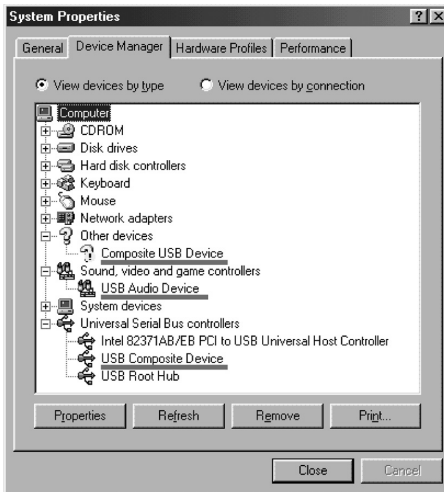 System Properties
General Device Manager Hardware Profiles Performance
View devices by type View devices by connection
Computer
CDROM
Disk drives
Hard disk controllers
Keyboard
Mouse
Network adapters
Other devices
Composite USB Device
Sound, video and game controllers
USB Audio Device
System devices
Universal Serial Bus controllers
Intel 82371AB/EB PCI to USB Universal Host Controller
USB Composite Device
USB Root Hub
Properties Refresh Remove Print...
Close Cancel